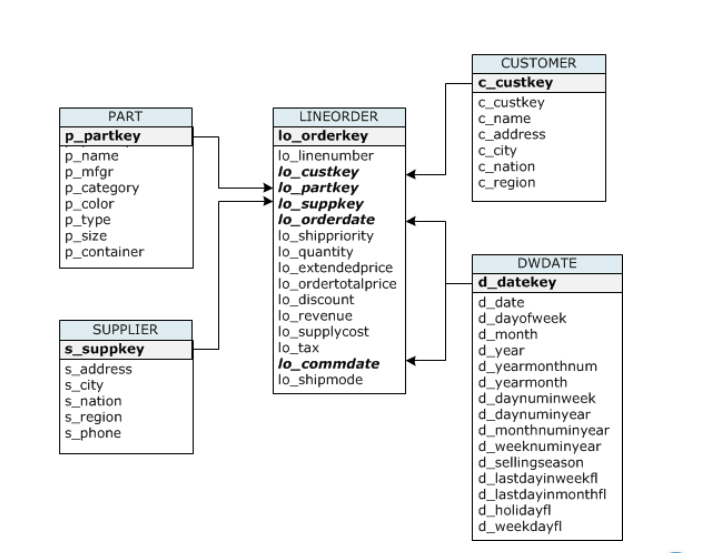 PART
p_partkey
p_name
p_mfgr
p_category
p_color
p_type
p_size
p_container
SUPPLIER
s_suppkey
s_address
s_city
s_nation
s_region
s_phone
LINEORDER
lo_orderkey
lo_linenumber
lo_custkey
lo_partkey
lo_suppkey
lo_orderdate
lo_shippriority
lo_quantity
lo_extendedprice
lo_ordertotalprice
lo_discount
lo_revenue
lo_supplycost
lo_tax
lo_commdate
lo_shipmode
CUSTOMER
c_custkey
c_custkey
c_name
c_address
c_city
c_nation
c_region
DWDATE
d_datekey
d_date
d_dayofweek
d_month
d_year
d_yearmonthnum
d_yearmonth
d_daynuminweek
d_daynuminyear
d_monthnuminyear
d_weeknuminyear
d_sellingseason
d_lastdayinweekfl
d_lastdayinmonthfl
d_holidayfl
d_weekdayfl